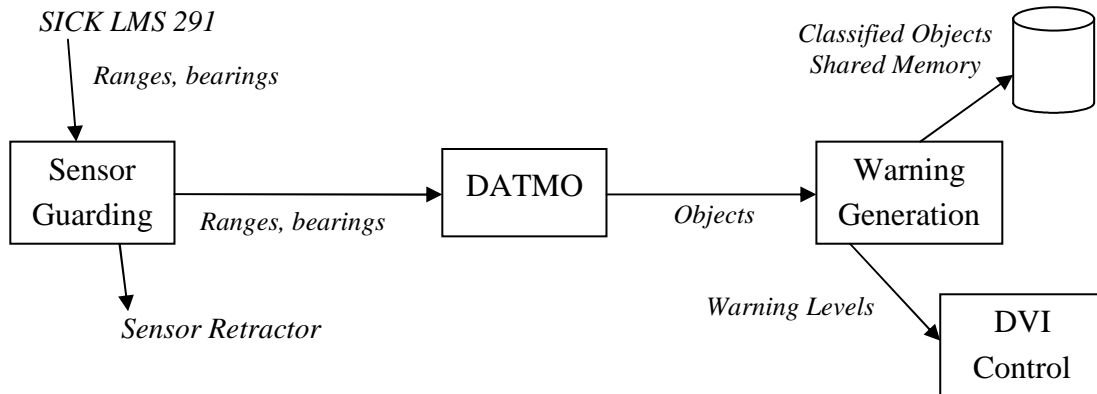 SICK LMS 291
Ranges, bearings
Sensor
Guarding
Sensor Retractor
Ranges, bearings
DATMO
Objects
Classified Objects
Shared Memory
Warning
Generation
Warning Levels
DVI
Control